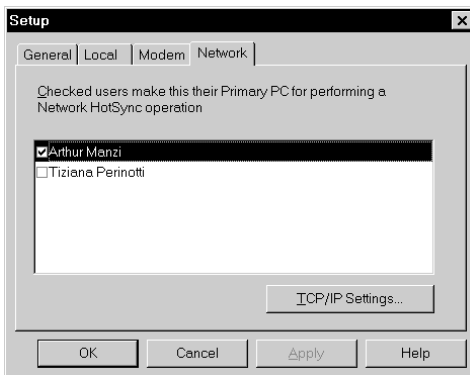 Setup
General Local Modem Network
Checked users make this their Primary PC for performing a
Network HotSync operation
Arthur Manzi
Tiziana Perinotti
TCP/IP Settings...
OK Cancel Apply Help